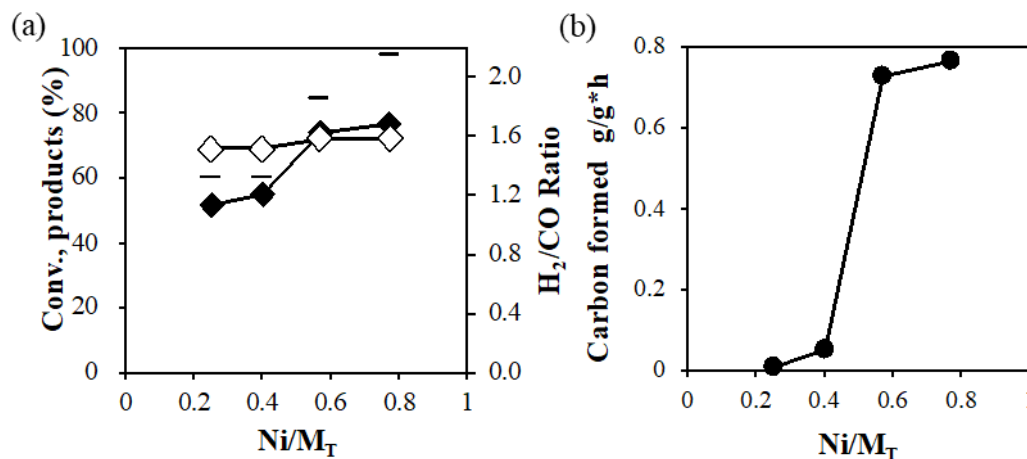 (a)
Conv., products (%)
100
80
60
40
20
0
2.0
1.6
1.2
0.8
0.4
0.0
H2/CO Ratio
0 0.2 0.4 0.6 0.8 1
Ni/MT
(b)
Carbon formed g/g*h
0.8
0.6
0.4
0.2
0
0 0.2 0.4 0.6 0.8 1
Ni/MT